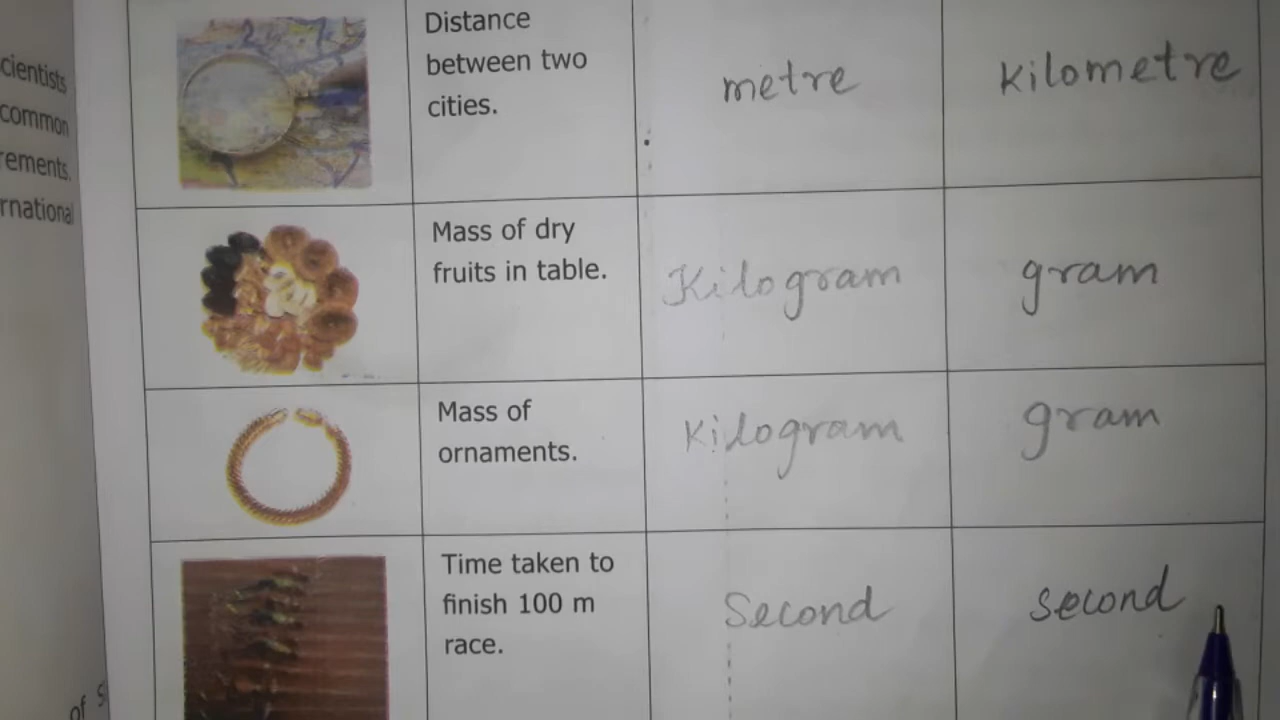 cientists
common
rements.
rnational
of S
Distance
between two
cities.
metre
Kilometre
Mass of dry
fruits in table.
Kilogram
gram
Mass of
ornaments.
Kilogram
gram
Time taken to
finish 100 m
race.
Second
second